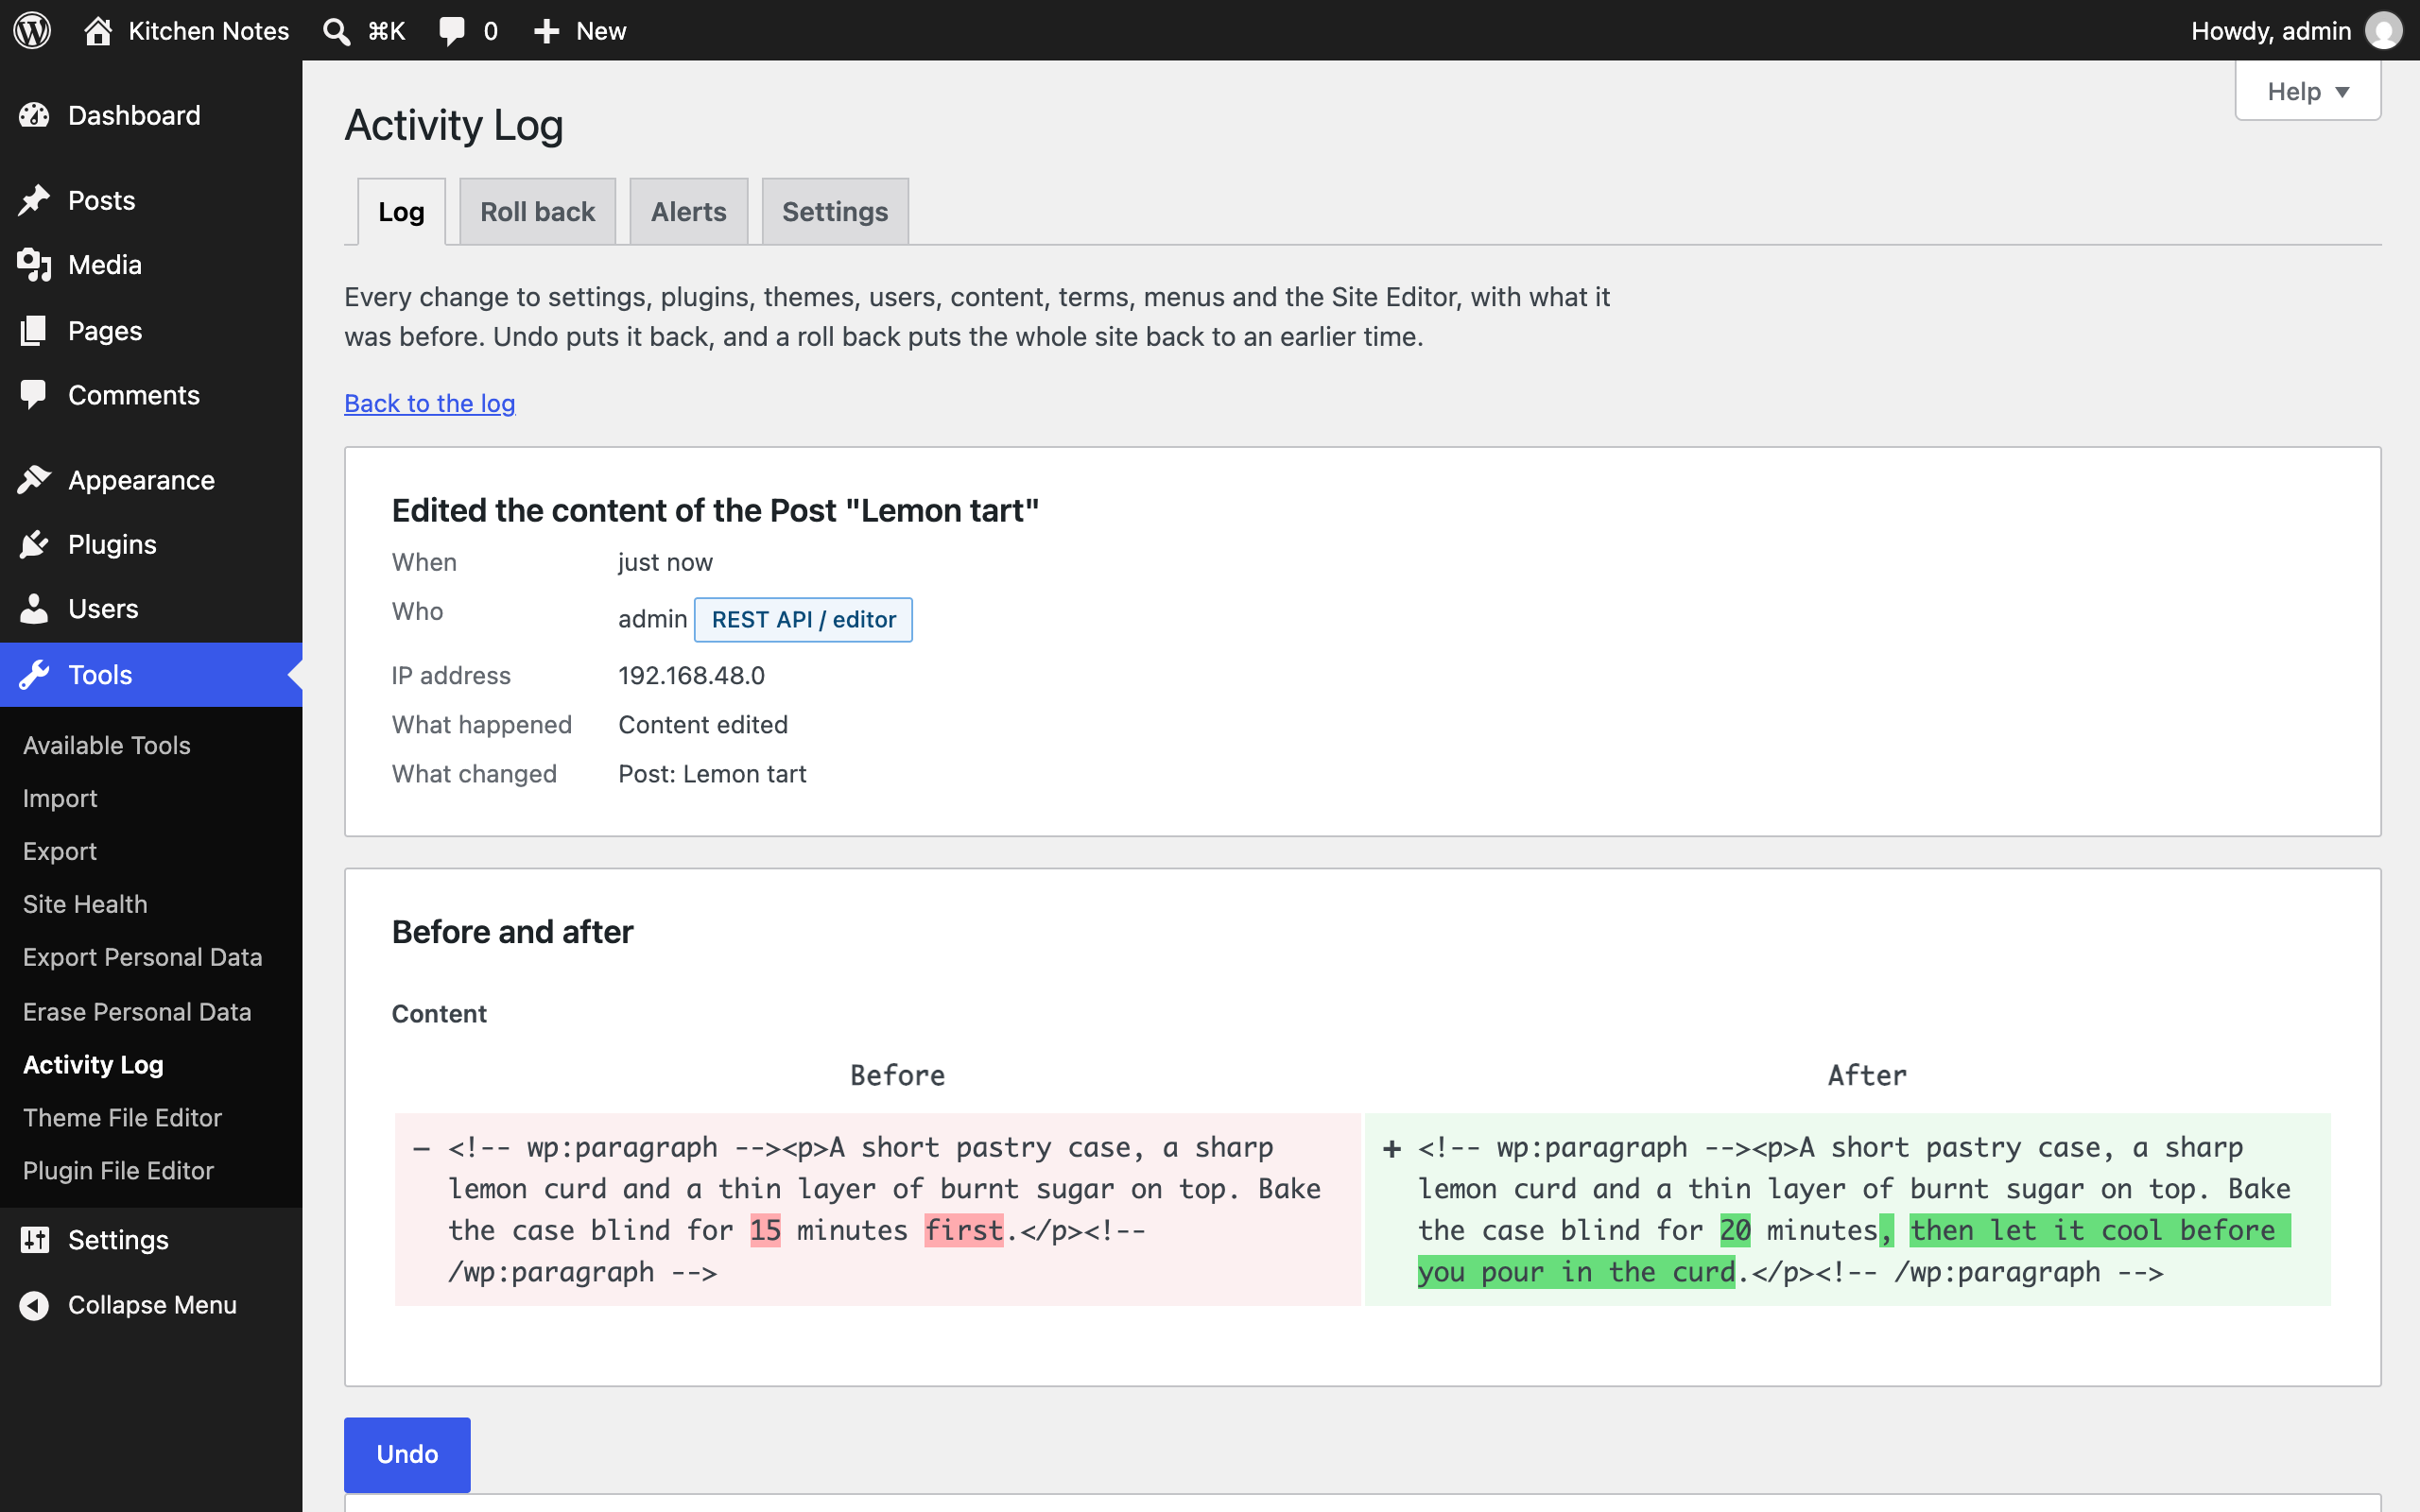 Kitchen Notes
⌘K
0
New
Howdy, admin
Dashboard
Posts
Media
Pages
Comments
Appearance
Plugins
Users
Tools
Available Tools
Import
Export
Site Health
Export Personal Data
Erase Personal Data
Activity Log
Theme File Editor
Plugin File Editor
Settings
Collapse Menu
Help ▼
Activity Log
Log
Roll back
Alerts
Settings
Every change to settings, plugins, themes, users, content, terms, menus and the Site Editor, with what it
was before. Undo puts it back, and a roll back puts the whole site back to an earlier time.
Back to the log
Edited the content of the Post "Lemon tart"
When just now
Who admin REST API / editor
IP address 192.168.48.0
What happened Content edited
What changed Post: Lemon tart
Before and after
Content
Before
− <!-- wp:paragraph --><p>A short pastry case, a sharp
lemon curd and a thin layer of burnt sugar on top. Bake
the case blind for 15 minutes first.</p><!--
/wp:paragraph -->
After
+ <!-- wp:paragraph --><p>A short pastry case, a sharp
lemon curd and a thin layer of burnt sugar on top. Bake
the case blind for 20 minutes, then let it cool before
you pour in the curd.</p><!-- /wp:paragraph -->
Undo